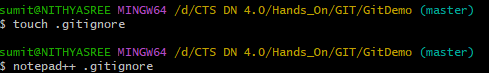 sumit@NITHYASREE MINGW64 /d/CTS DN 4.0/Hands_On/GIT/GitDemo (master)
$ touch .gitignore
sumit@NITHYASREE MINGW64 /d/CTS DN 4.0/Hands_On/GIT/GitDemo (master)
$ notepad++ .gitignore